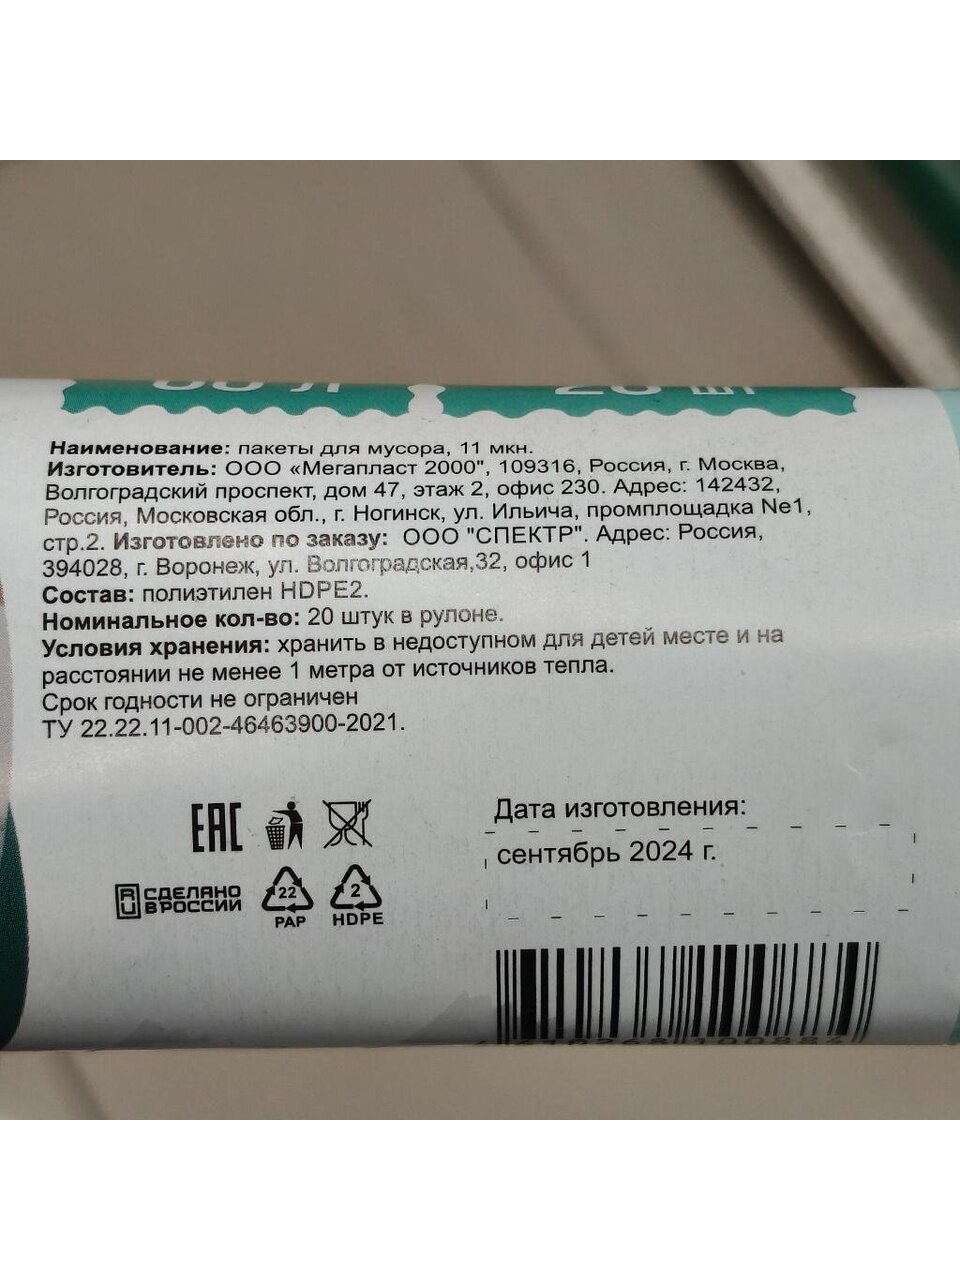 20 шт
Наименование: пакеты для мусора, 11 мкн.
Изготовитель: ООО «Мегапласт 2000", 109316, Россия, г. Москва,
Волгоградский проспект, дом 47, этаж 2, офис 230. Адрес: 142432,
Россия, Московская обл., г. Ногинск, ул. Ильича, промплощадка №1,
стр.2. Изготовлено по заказу: ООО "СПЕКТР". Адрес: Россия,
394028, г. Воронеж, ул. Волгоградская,32, офис 1
Состав: полиэтилен HDPE2.
Номинальное кол-во: 20 штук в рулоне.
Условия хранения: хранить в недоступном для детей месте и на
расстоянии не менее 1 метра от источников тепла.
Срок годности не ограничен
ТУ 22.22.11-002-46463900-2021.
EAC
СДЕЛАНО
В РОССИИ
22
PAP
2
HDPE
Дата изготовления:
сентябрь 2024 г.